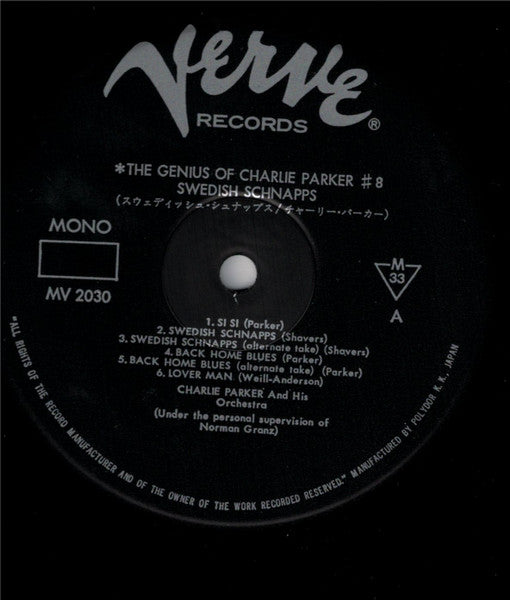 Verve
RECORDS ®
*THE GENIUS OF CHARLIE PARKER #8
SWEDISH SCHNAPPS
(スウェディッシュ・シュナップス/チャーリー・パーカー)
MONO
MV 2030
M
33
A
1. SI SI (Parker)
2. SWEDISH SCHNAPPS (Shavers)
3. SWEDISH SCHNAPPS (alternate take) (Shavers)
4. BACK HOME BLUES (Parker)
5. BACK HOME BLUES (alternate take) (Parker)
6. LOVER MAN (Weill-Anderson)
CHARLIE PARKER And His
Orchestra
(Under the personal supervision of
Norman Granz)
"ALL RIGHTS OF THE RECORD MANUFACTURER AND OF THE OWNER OF THE WORK RECORDED RESERVED." MANUFACTURED BY POLYDOR K. K., JAPAN